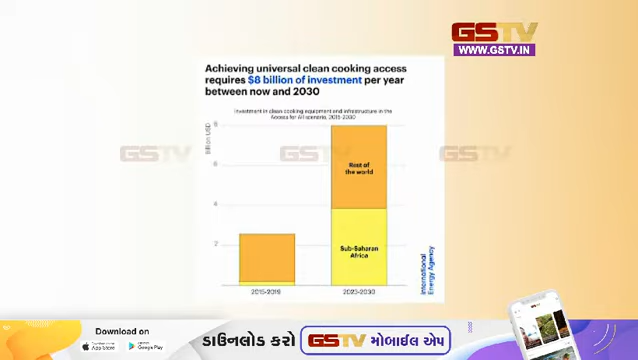 GSTV
WWW.GSTV.IN
Achieving universal clean cooking access
requires $8 billion of investment per year
between now and 2030
Investment in clean cooking equipment and infrastructure in the
Access for All scenario, 2015-2030
Billion USD
8
6
4
2
Rest of
the world
Sub-Saharan
Africa
2015-2019
2023-2030
International
Energy Agency
GSTV
GSTV
GSTV
Download on
App Store
Google Play
ડાઉનલોડ કરો GSTV મોબાઈલ એપ